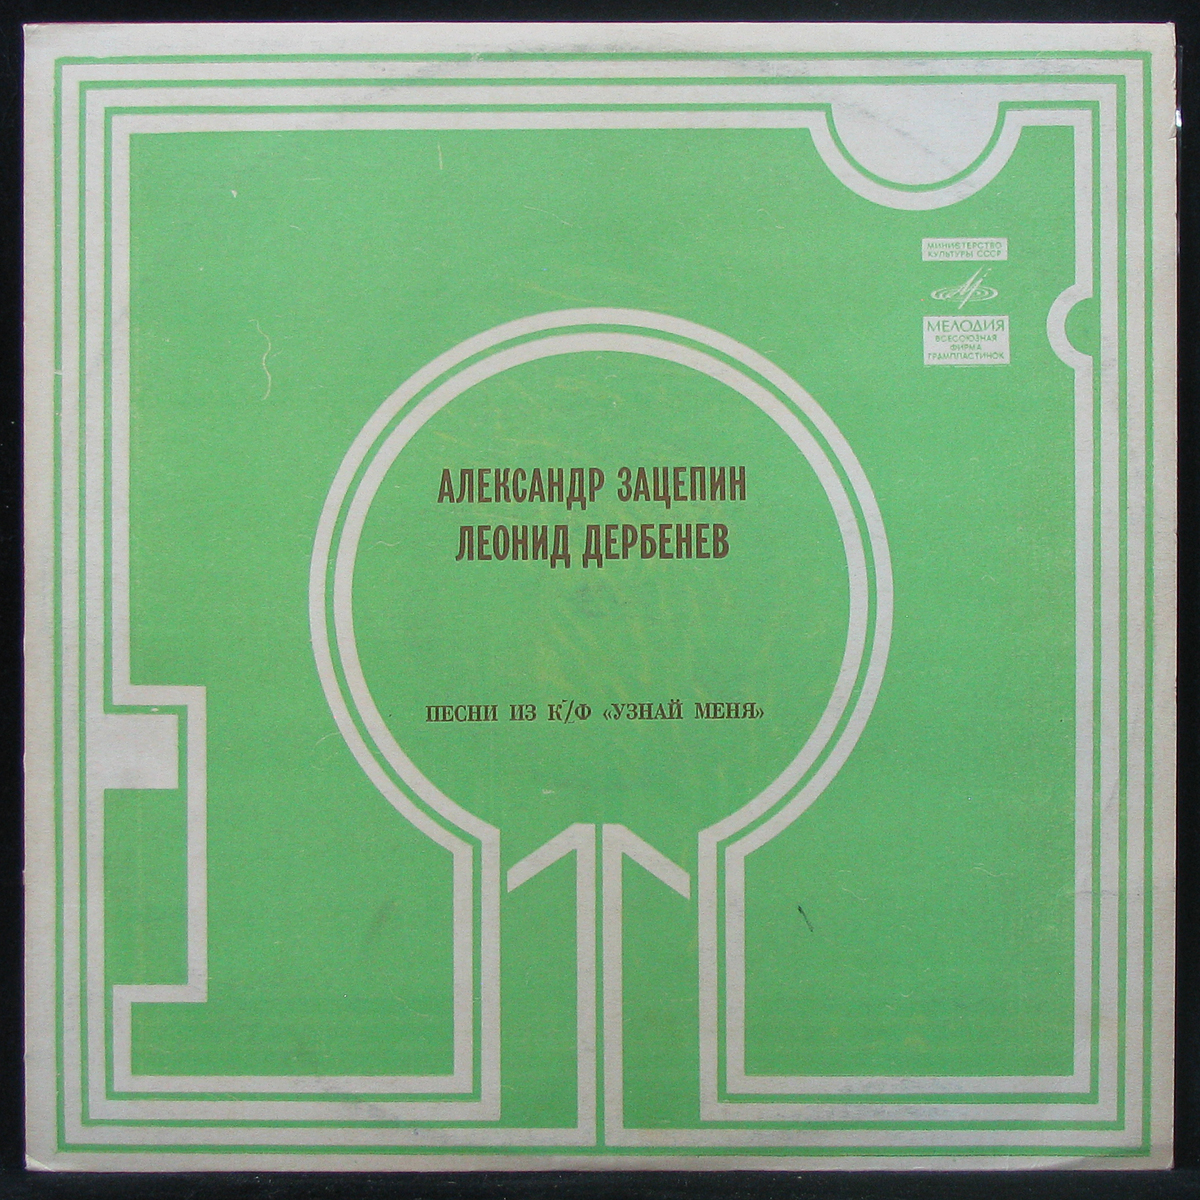 МИНИСТЕРСТВО
КУЛЬТУРЫ СССР
МЕЛОДИЯ
ВСЕСОЮЗНАЯ
ФИРМА
ГРАМПЛАСТИНОК
АЛЕКСАНДР ЗАЦЕПИН
ЛЕОНИД ДЕРБЕНЕВ
ПЕСНИ ИЗ К/Ф «УЗНАЙ МЕНЯ»